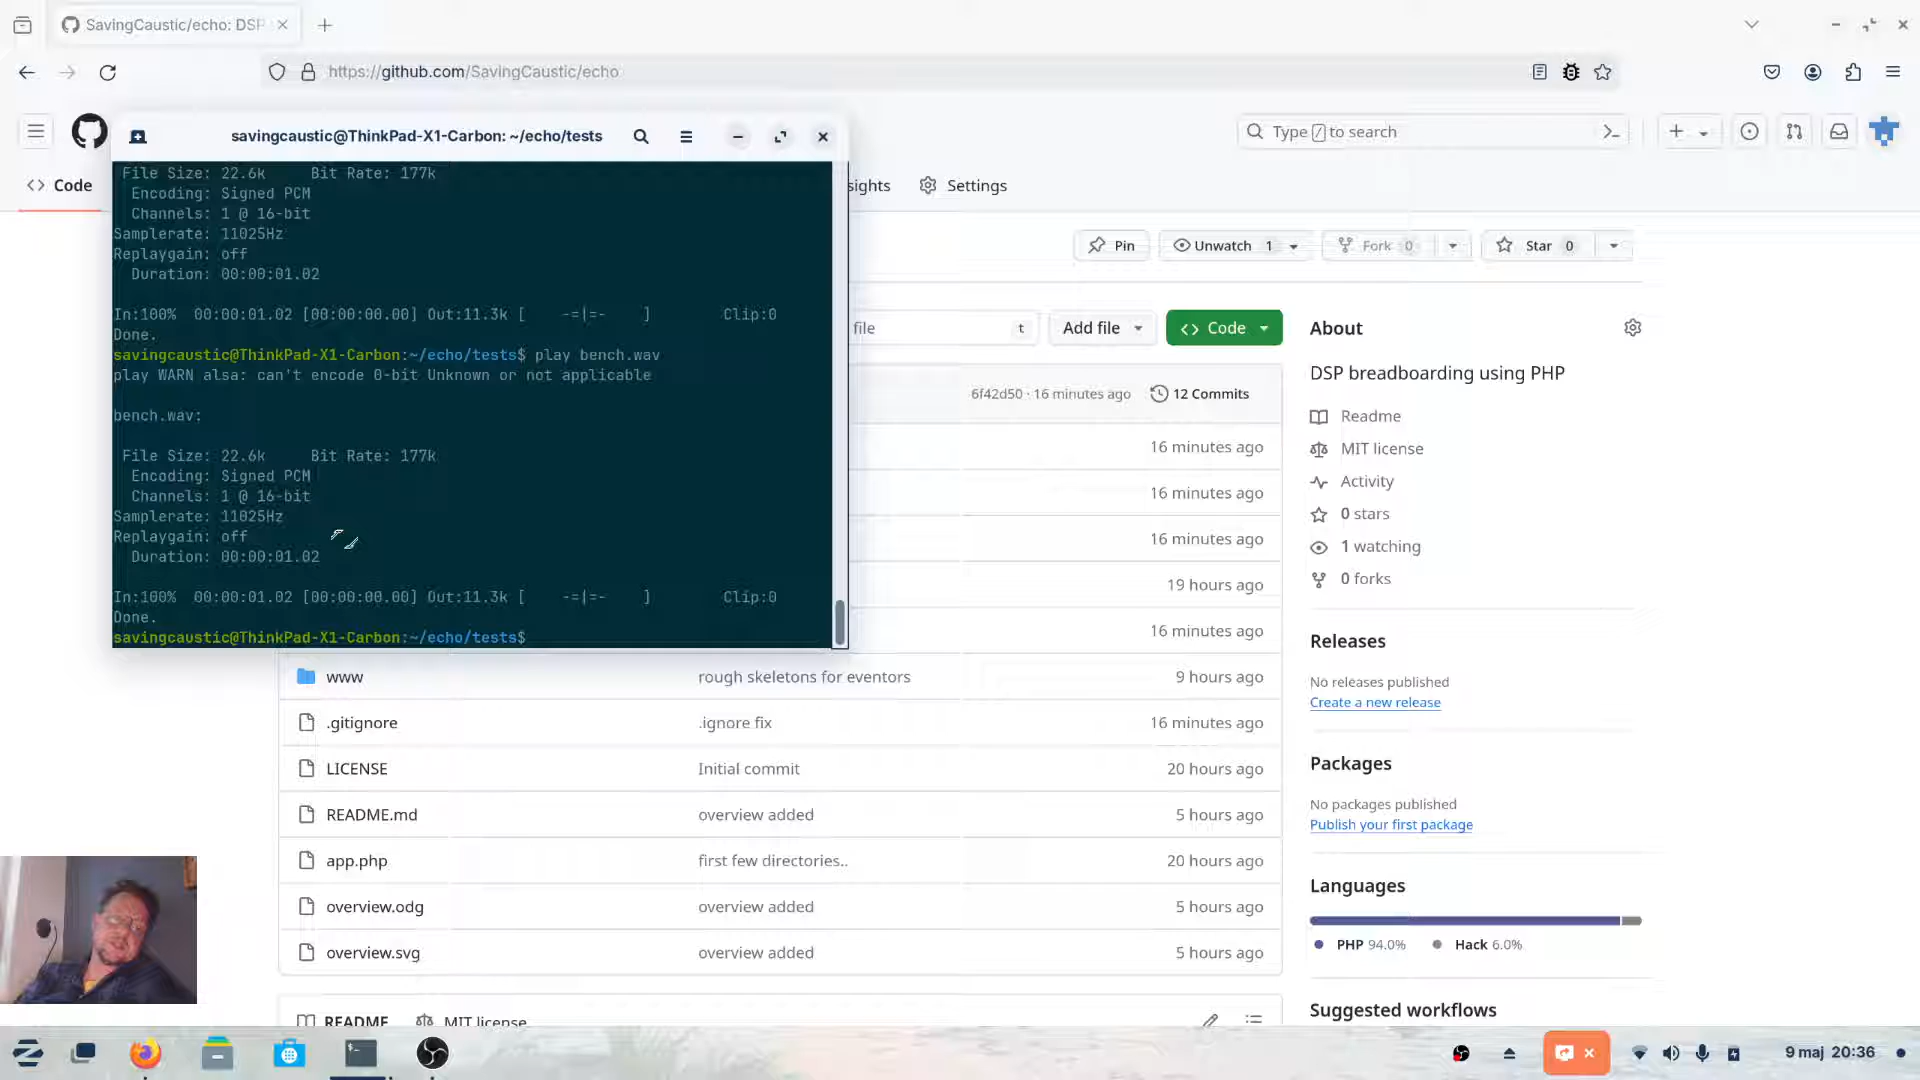 SavingCaustic/echo: DSP
https://github.com/SavingCaustic/echo
savingcaustic@ThinkPad-X1-Carbon: ~/echo/tests
Type / to search
Code
sights
Settings
File Size: 22.6k Bit Rate: 177k
Encoding: Signed PCM
Channels: 1 @ 16-bit
Samplerate: 11025Hz
Replaygain: off
Duration: 00:00:01.02
In:100% 00:00:01.02 [00:00:00.00] Out:11.3k [ -=|=- ] Clip:0
Done.
savingcaustic@ThinkPad-X1-Carbon:~/echo/tests$ play bench.wav
play WARN alsa: can't encode 0-bit Unknown or not applicable
bench.wav:
File Size: 22.6k Bit Rate: 177k
Encoding: Signed PCM
Channels: 1 @ 16-bit
Samplerate: 11025Hz
Replaygain: off
Duration: 00:00:01.02
In:100% 00:00:01.02 [00:00:00.00] Out:11.3k [ -=|=- ] Clip:0
Done.
savingcaustic@ThinkPad-X1-Carbon:~/echo/tests$
Pin
Unwatch 1
Fork 0
Star 0
file t
Add file
Code
6f42d50 · 16 minutes ago
12 Commits
16 minutes ago
16 minutes ago
16 minutes ago
19 hours ago
16 minutes ago
www rough skeletons for eventors 9 hours ago
.gitignore .ignore fix 16 minutes ago
LICENSE Initial commit 20 hours ago
README.md overview added 5 hours ago
app.php first few directories.. 20 hours ago
overview.odg overview added 5 hours ago
overview.svg overview added 5 hours ago
README MIT license
About
DSP breadboarding using PHP
Readme
MIT license
Activity
0 stars
1 watching
0 forks
Releases
No releases published
Create a new release
Packages
No packages published
Publish your first package
Languages
PHP 94.0% Hack 6.0%
Suggested workflows
9 maj 20:36